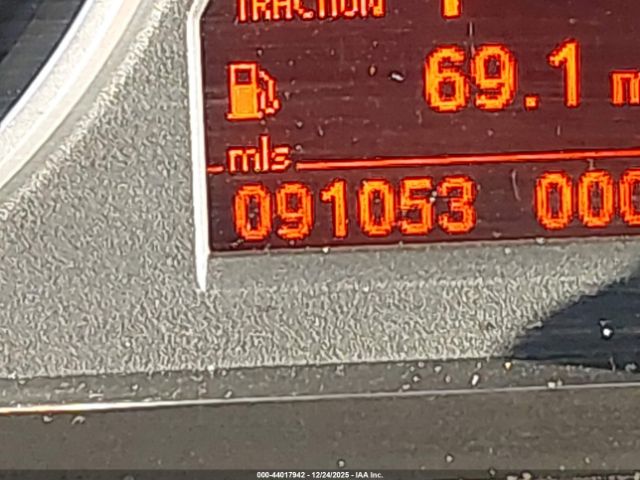 TRACTION
69.1 m
mls
091053 000
000-44017942 - 12/24/2025 - IAA Inc.